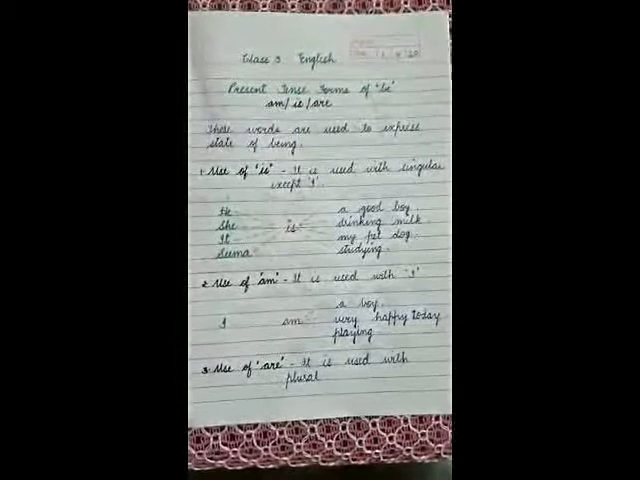 Class 3 English
Present Tense Forms of "be"
am/is/are
These words are used to express
state of being.
1. Use of "is" - It is used with singular
except 'I'.
He a good boy.
She is drinking milk
It my pet dog.
Seema studying.
2. Use of 'am' - It is used with 'I'
a boy.
I am very happy today
playing
3. Use of 'are' - It is used with
plural